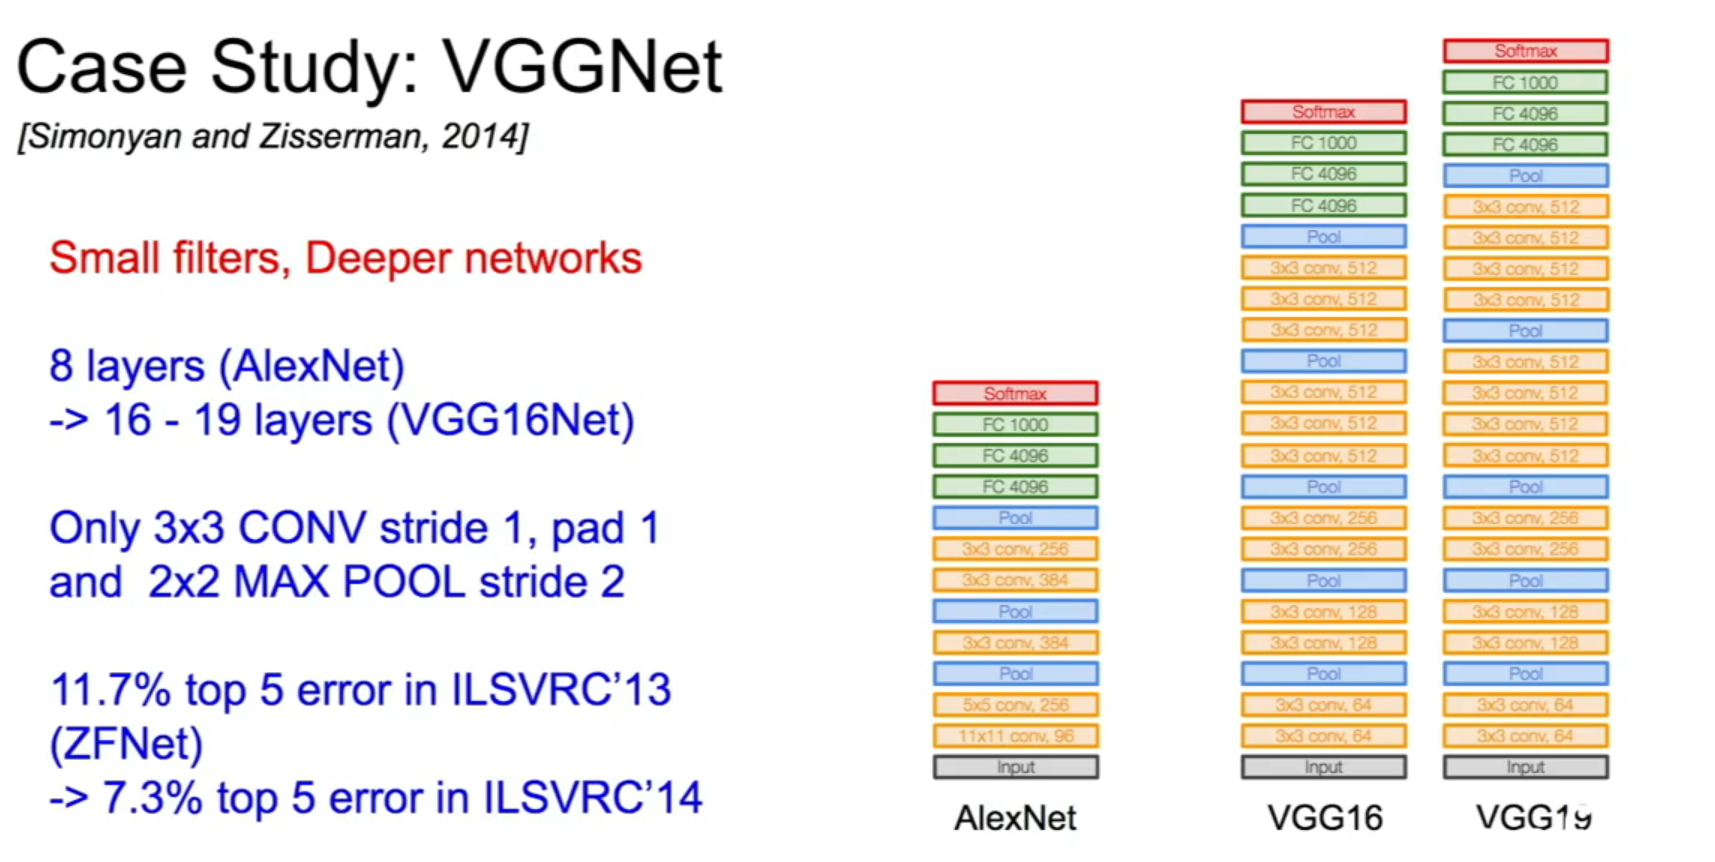 Case Study: VGGNet
[Simonyan and Zisserman, 2014]
Small filters, Deeper networks
8 layers (AlexNet)
-> 16 - 19 layers (VGG16Net)
Only 3x3 CONV stride 1, pad 1
and 2x2 MAX POOL stride 2
11.7% top 5 error in ILSVRC'13
(ZFNet)
-> 7.3% top 5 error in ILSVRC'14
Softmax
FC 1000
FC 4096
FC 4096
Pool
3x3 conv, 256
3x3 conv, 384
Pool
3x3 conv, 384
Pool
5x5 conv, 256
11x11 conv, 96
Input
AlexNet
Softmax
FC 1000
FC 4096
FC 4096
Pool
3x3 conv, 512
3x3 conv, 512
3x3 conv, 512
Pool
3x3 conv, 512
3x3 conv, 512
3x3 conv, 512
Pool
3x3 conv, 256
3x3 conv, 256
Pool
3x3 conv, 128
3x3 conv, 128
Pool
3x3 conv, 64
3x3 conv, 64
Input
VGG16
Softmax
FC 1000
FC 4096
FC 4096
Pool
3x3 conv, 512
3x3 conv, 512
3x3 conv, 512
3x3 conv, 512
Pool
3x3 conv, 512
3x3 conv, 512
3x3 conv, 512
3x3 conv, 512
Pool
3x3 conv, 256
3x3 conv, 256
Pool
3x3 conv, 128
3x3 conv, 128
Pool
3x3 conv, 64
3x3 conv, 64
Input
VGG19